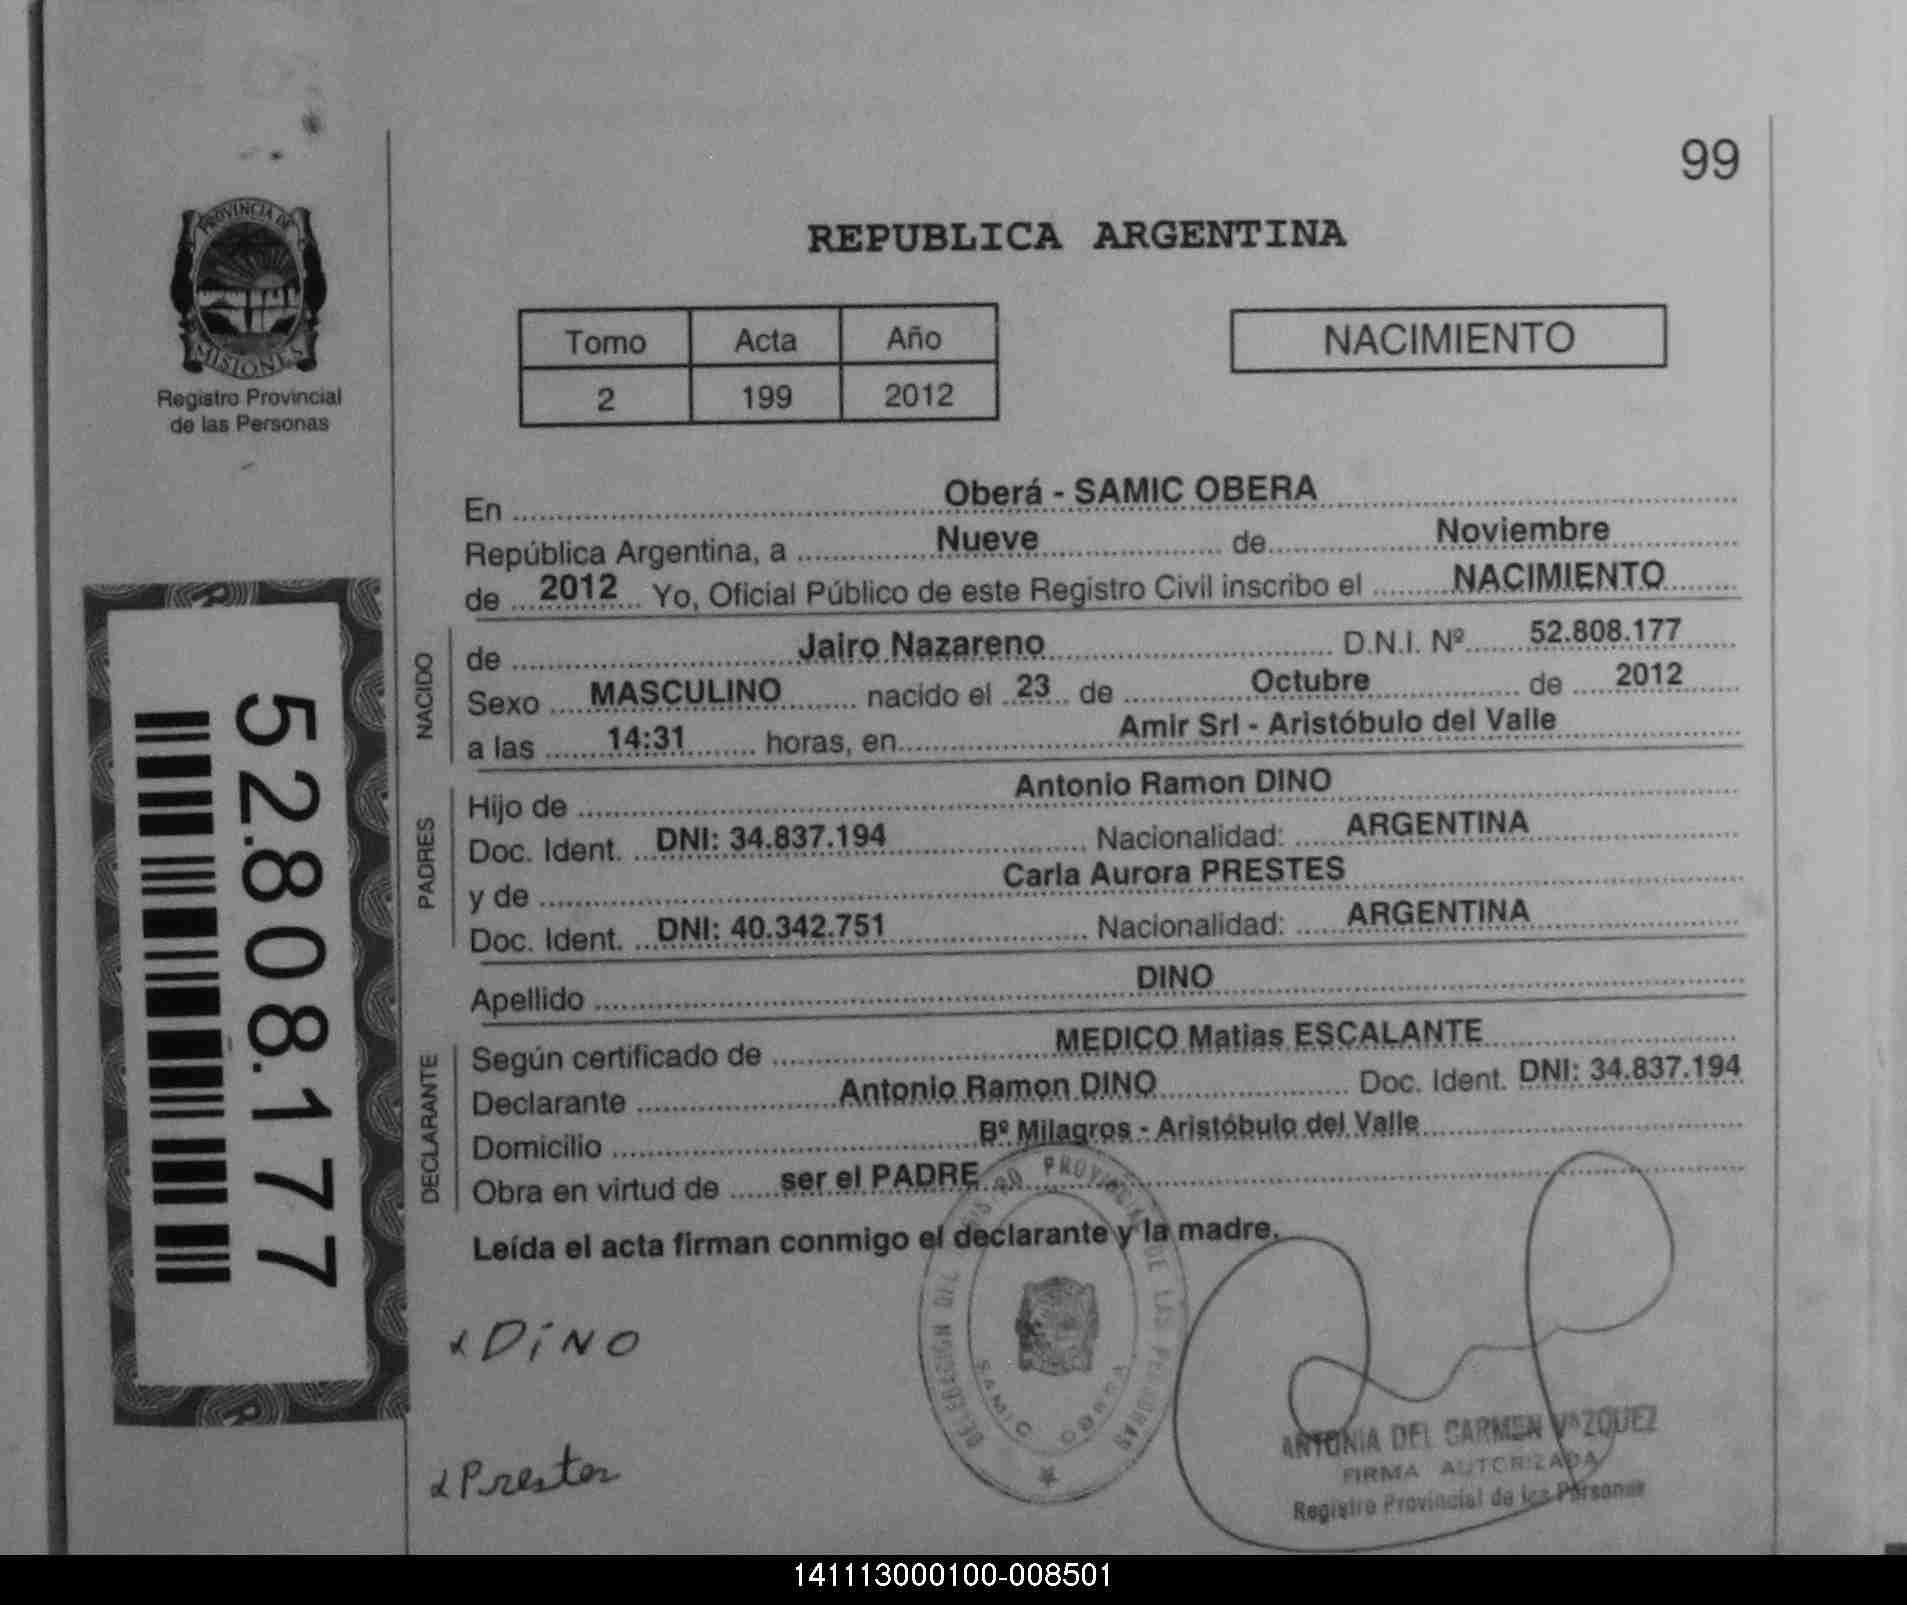 99
PROVINCIA DE
MISIONES
Registro Provincial
de las Personas
REPUBLICA ARGENTINA
Tomo Acta Año
2 199 2012
NACIMIENTO
En Oberá - SAMIC OBERA
República Argentina, a Nueve de Noviembre
de 2012 Yo, Oficial Público de este Registro Civil inscribo el NACIMIENTO
NACIDO
de Jairo Nazareno D.N.I. Nº 52.808.177
Sexo MASCULINO nacido el 23 de Octubre de 2012
a las 14:31 horas, en Amir Srl - Aristóbulo del Valle
PADRES
Hijo de Antonio Ramon DINO
Doc. Ident. DNI: 34.837.194 Nacionalidad: ARGENTINA
y de Carla Aurora PRESTES
Doc. Ident. DNI: 40.342.751 Nacionalidad: ARGENTINA
Apellido DINO
DECLARANTE
Según certificado de MEDICO Matias ESCALANTE
Declarante Antonio Ramon DINO Doc. Ident. DNI: 34.837.194
Domicilio Bº Milagros - Aristóbulo del Valle
Obra en virtud de ser el PADRE
Leída el acta firman conmigo el declarante y la madre.
52.808.177
DiNO
Prestes
DELEGACION DEL REGISTRO PROVINCIAL DE LAS PERSONAS
SAMIC OBERA
ANTONIA DEL CARMEN VAZQUEZ
FIRMA AUTORIZADA
Registro Provincial de las Personas
141113000100-008501